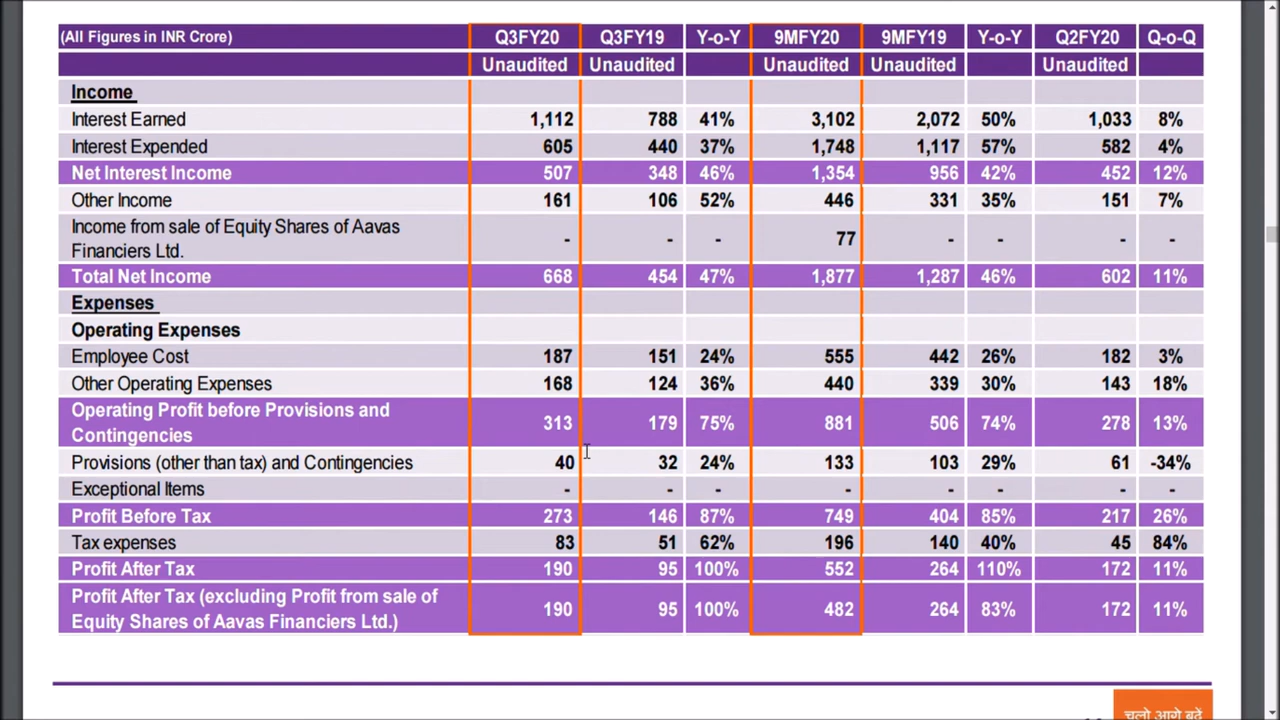 (All Figures in INR Crore) Q3FY20 Q3FY19 Y-o-Y 9MFY20 9MFY19 Y-o-Y Q2FY20 Q-o-Q
Unaudited Unaudited Unaudited Unaudited Unaudited
Income
Interest Earned 1,112 788 41% 3,102 2,072 50% 1,033 8%
Interest Expended 605 440 37% 1,748 1,117 57% 582 4%
Net Interest Income 507 348 46% 1,354 956 42% 452 12%
Other Income 161 106 52% 446 331 35% 151 7%
Income from sale of Equity Shares of Aavas
Financiers Ltd. - - - 77 - - - -
Total Net Income 668 454 47% 1,877 1,287 46% 602 11%
Expenses
Operating Expenses
Employee Cost 187 151 24% 555 442 26% 182 3%
Other Operating Expenses 168 124 36% 440 339 30% 143 18%
Operating Profit before Provisions and
Contingencies 313 179 75% 881 506 74% 278 13%
Provisions (other than tax) and Contingencies 40 32 24% 133 103 29% 61 -34%
Exceptional Items - - - - - - - -
Profit Before Tax 273 146 87% 749 404 85% 217 26%
Tax expenses 83 51 62% 196 140 40% 45 84%
Profit After Tax 190 95 100% 552 264 110% 172 11%
Profit After Tax (excluding Profit from sale of
Equity Shares of Aavas Financiers Ltd.) 190 95 100% 482 264 83% 172 11%
चलो आगे बढ़ें